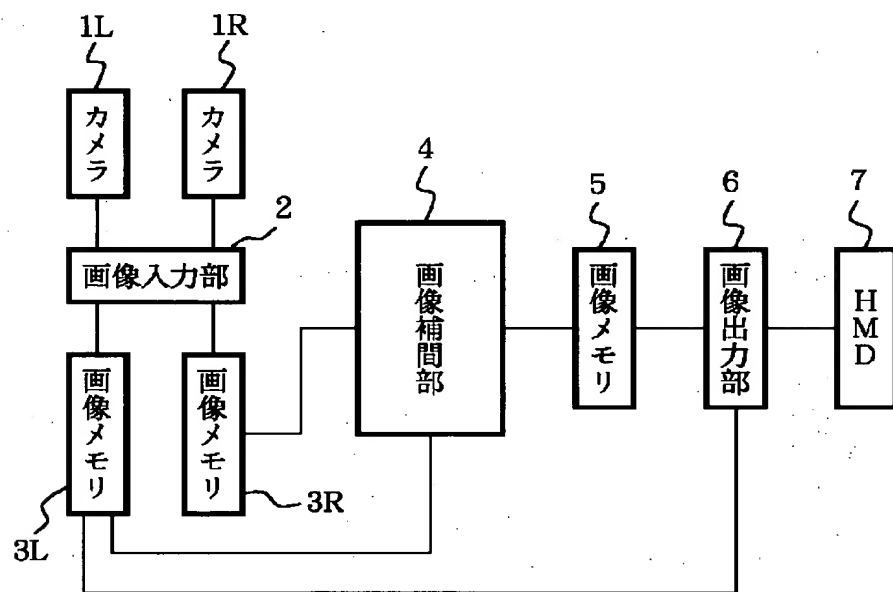 1L
1R
カメラ
カメラ
2
画像入力部
画像メモリ
画像メモリ
3L
3R
4
画像補間部
5
画像メモリ
6
画像出力部
7
HMD